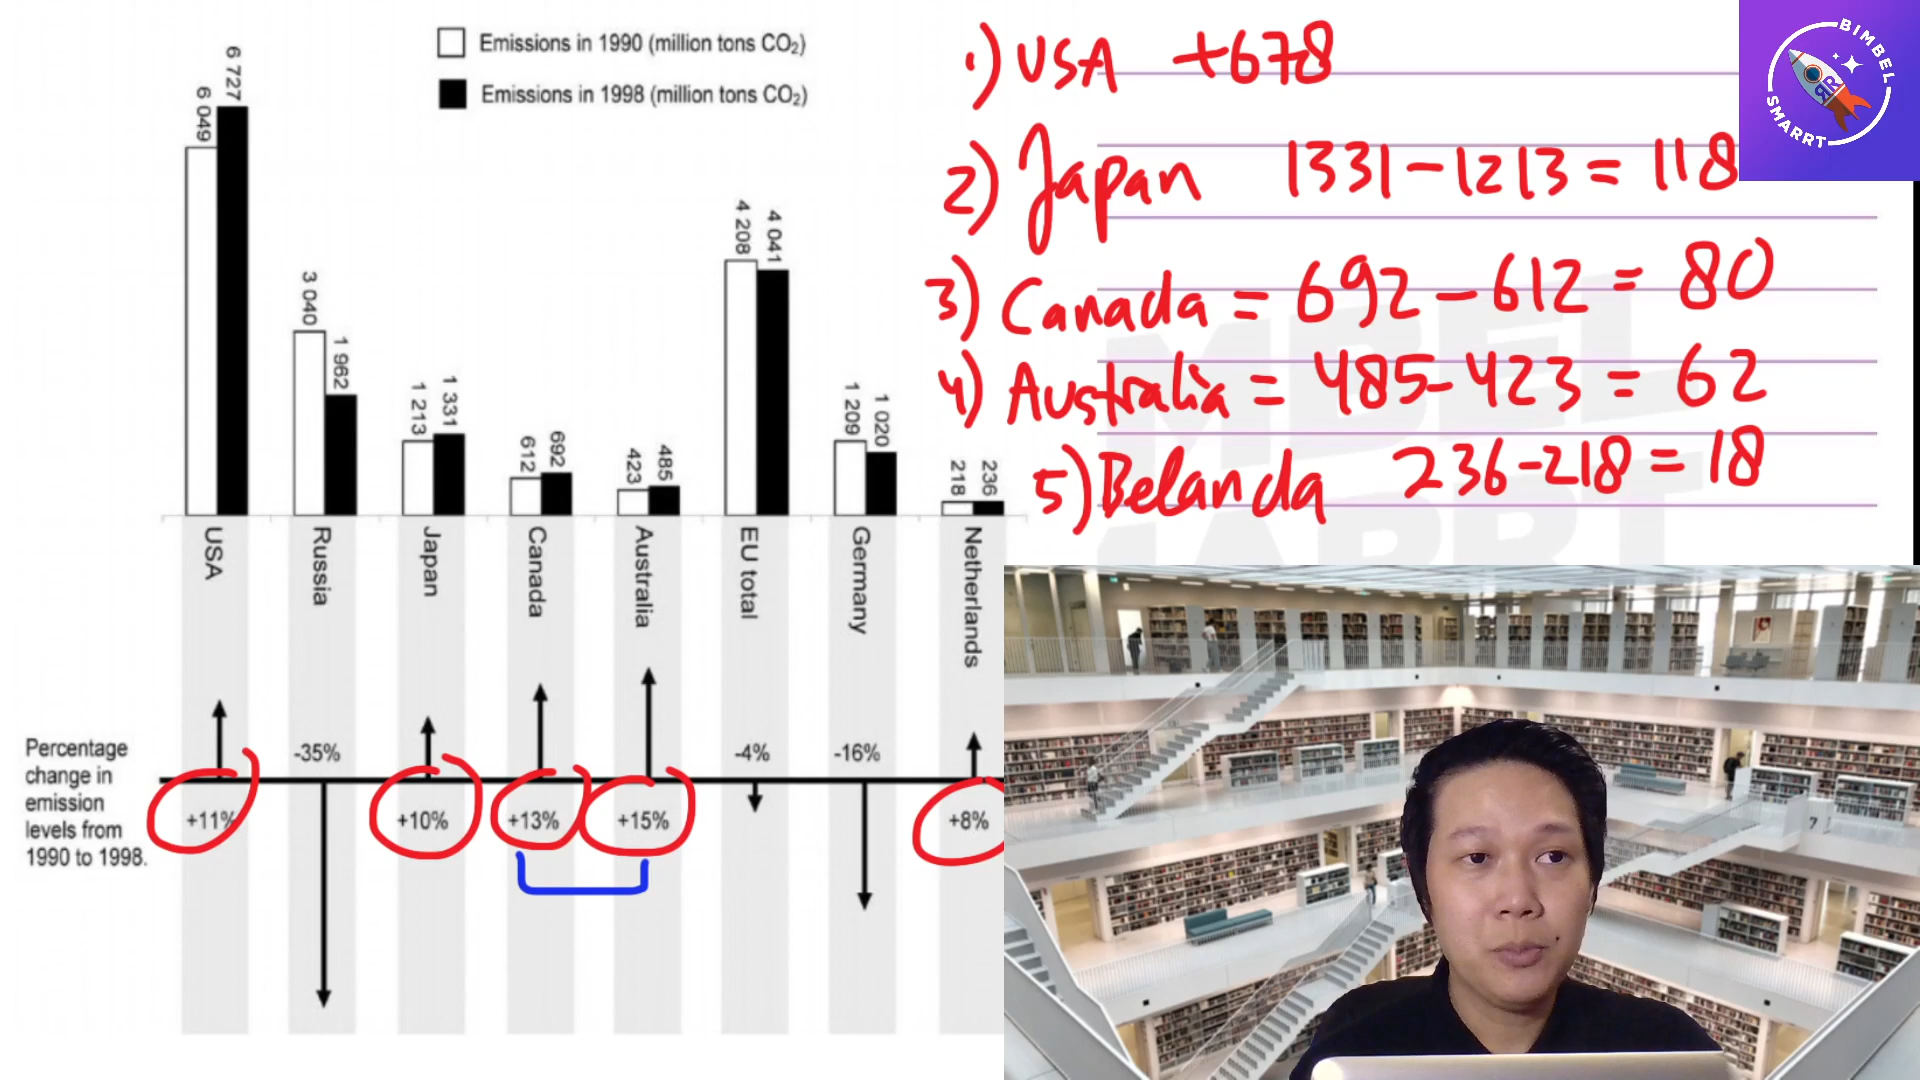 Emissions in 1990 (million tons CO₂)
Emissions in 1998 (million tons CO₂)
6 049
6 727
3 040
1 962
1 213
1 331
612
692
423
485
4 208
4 041
1 209
1 020
218
236
USA
Russia
Japan
Canada
Australia
EU total
Germany
Netherlands
Percentage
change in
emission
levels from
1990 to 1998.
-35%
-4%
-16%
+11%
+10%
+13%
+15%
+8%
1) USA +678
2) Japan 1331-1213 = 118
3) Canada = 692-612 = 80
4) Australia = 485-423 = 62
5) Belanda 236-218 = 18
BIMBEL
SMARRT
7